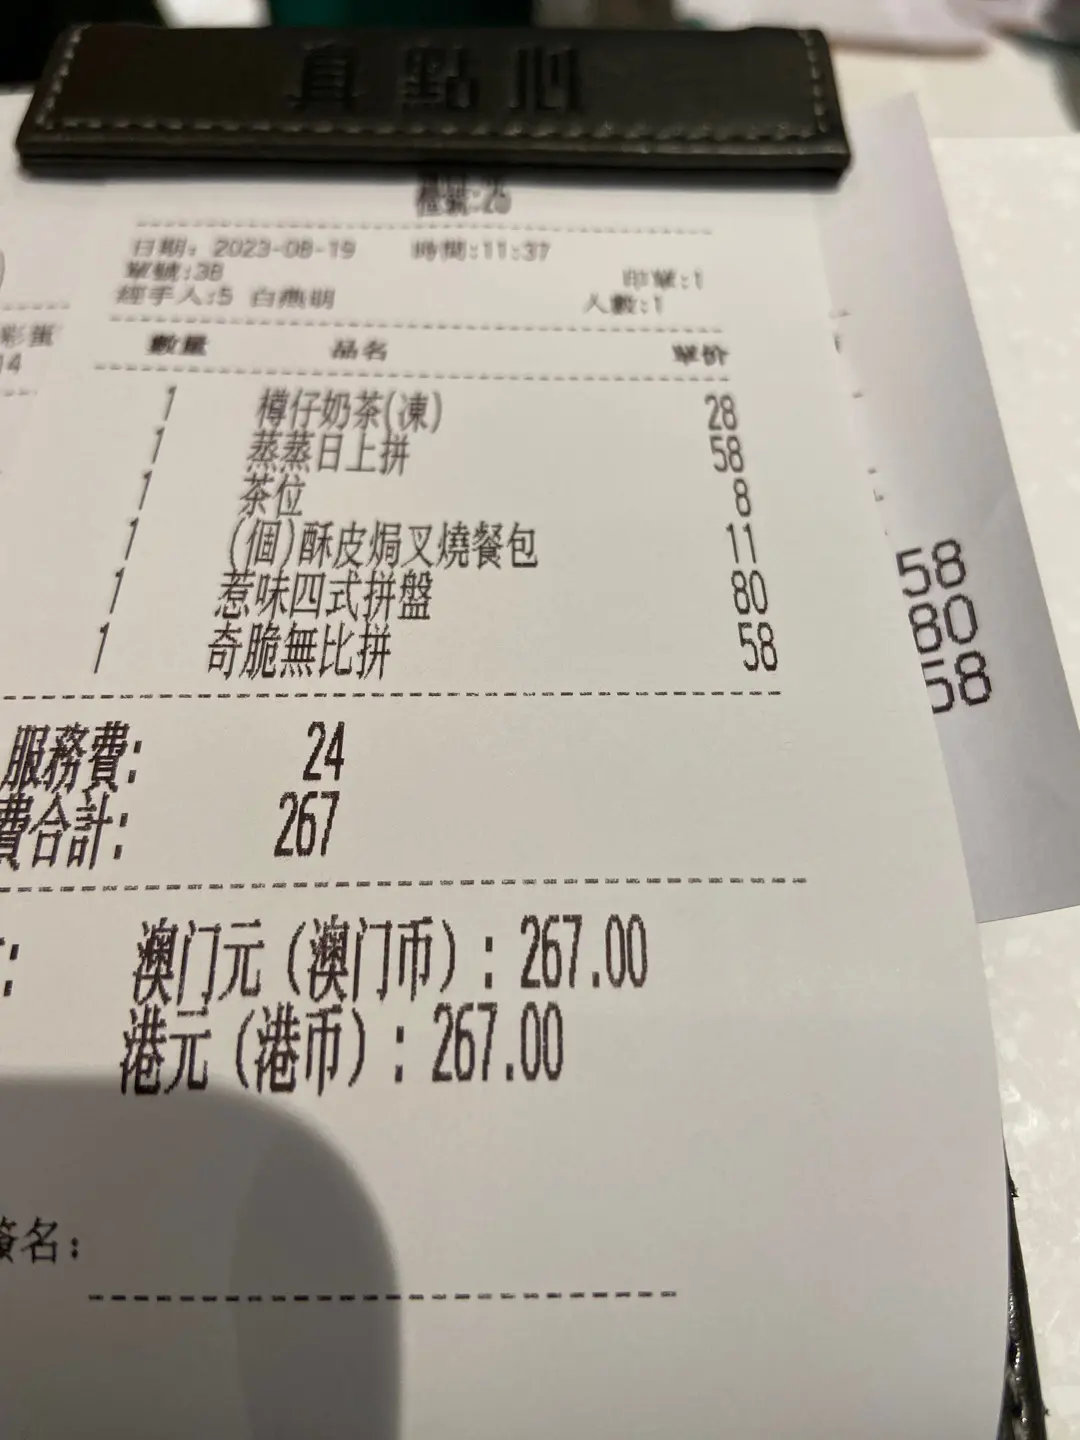 真點心
檯號:26
日期: 2023-08-19 時間:11:37
單號:38 印單:1
經手人:5 白燕明 人數:1
數量 品名 單价
1 樽仔奶茶(凍) 28
1 蒸蒸日上拼 58
1 茶位 8
1 (個)酥皮焗叉燒餐包 11
1 惹味四式拼盤 80
1 奇脆無比拼 58
服務費: 24
費合計: 267
: 澳门元(澳门币): 267.00
港元(港币): 267.00
簽名:
彩蛋
14
58
80
58